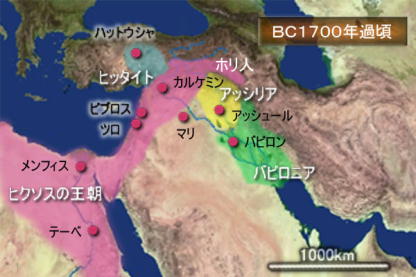 BC1700年過頃
ハットウシャ
ヒッタイト
ホリ人
カルケミン
アッシリア
ビブロス
アッシュール
ツロ
マリ
バビロン
メンフィス
バビロニア
ヒクソスの王朝
テーベ
1000km